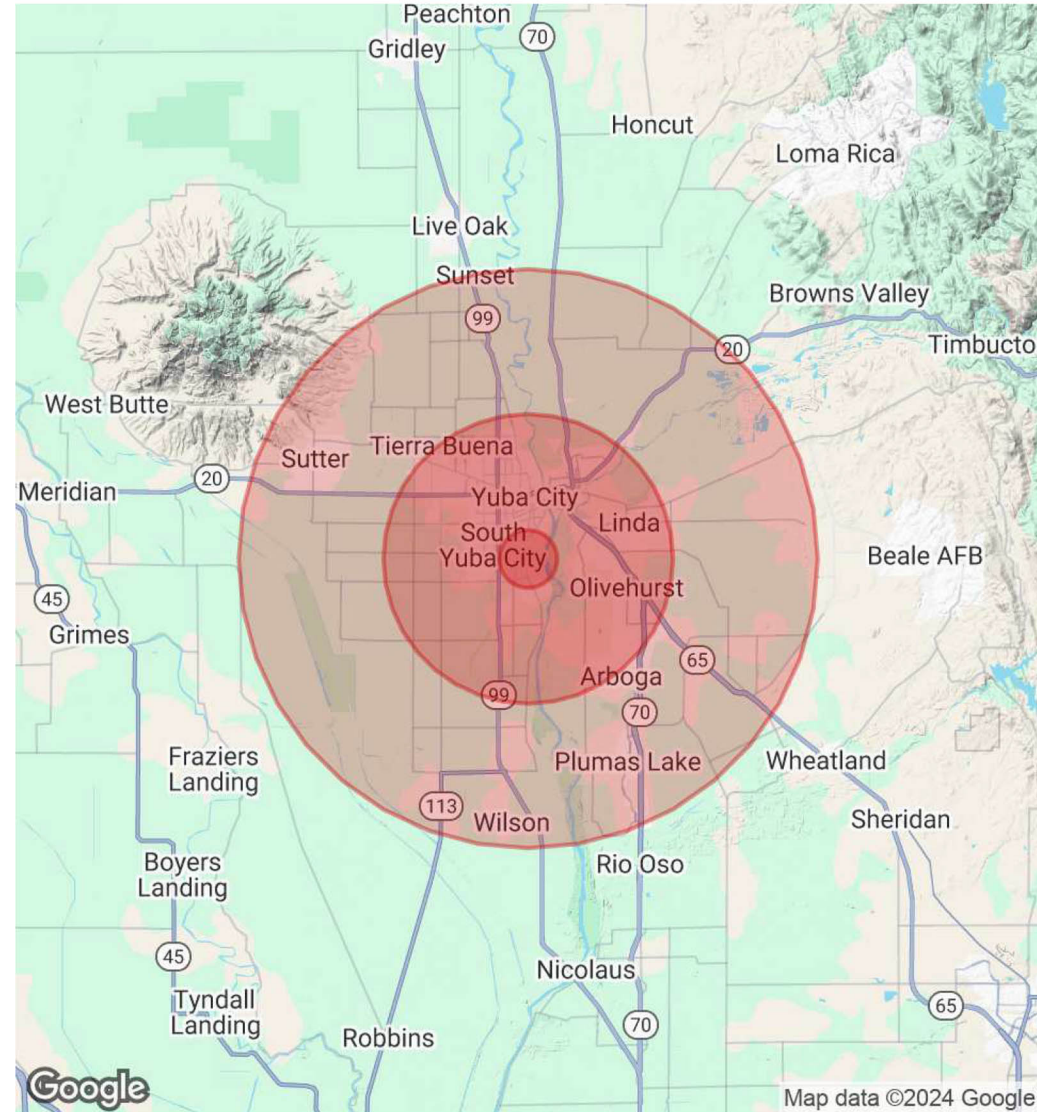 Peachton
Gridley
70
Honcut
Loma Rica
Live Oak
Sunset
99
Browns Valley
20
Timbucto
West Butte
Tierra Buena
Sutter
20
Meridian
Yuba City
Linda
South
Yuba City
Beale AFB
Olivehurst
45
Grimes
65
Arboga
99
70
Fraziers
Landing
Plumas Lake
Wheatland
113
Wilson
Sheridan
Boyers
Landing
Rio Oso
45
Nicolaus
Tyndall
Landing
65
70
Robbins
Google
Map data ©2024 Google